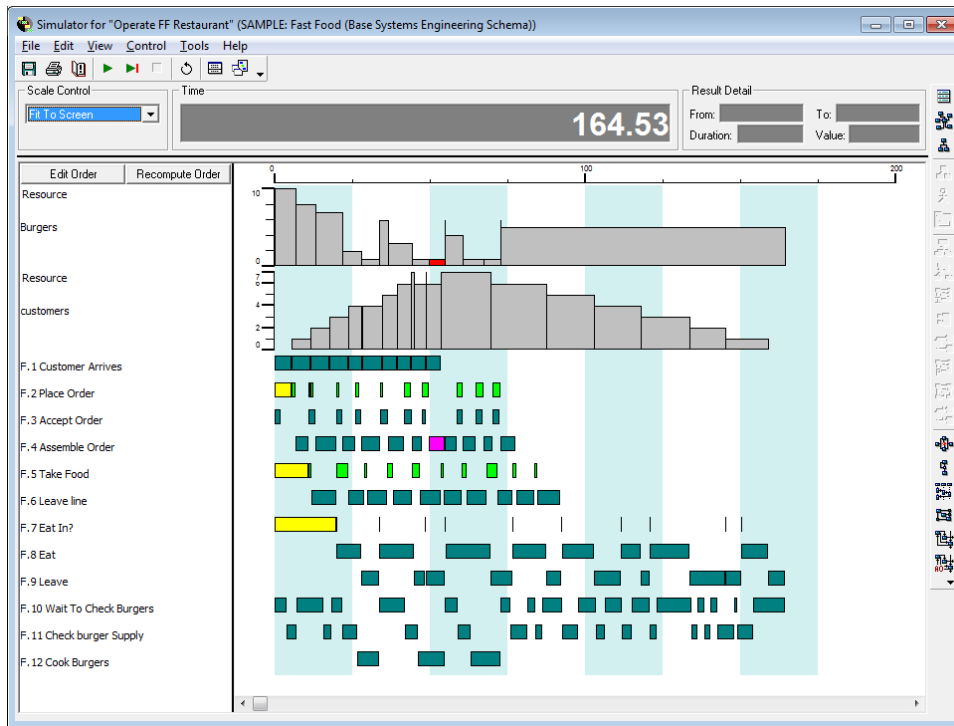 Simulator for "Operate FF Restaurant" (SAMPLE: Fast Food (Base Systems Engineering Schema))
File Edit View Control Tools Help
Scale Control
Fit To Screen
Time
164.53
Result Detail
From: To:
Duration: Value:
Edit Order Recompute Order
0 100 200
Resource
Burgers
10
0
Resource
customers
7
6
4
2
0
F.1 Customer Arrives
F.2 Place Order
F.3 Accept Order
F.4 Assemble Order
F.5 Take Food
F.6 Leave line
F.7 Eat In?
F.8 Eat
F.9 Leave
F.10 Wait To Check Burgers
F.11 Check burger Supply
F.12 Cook Burgers